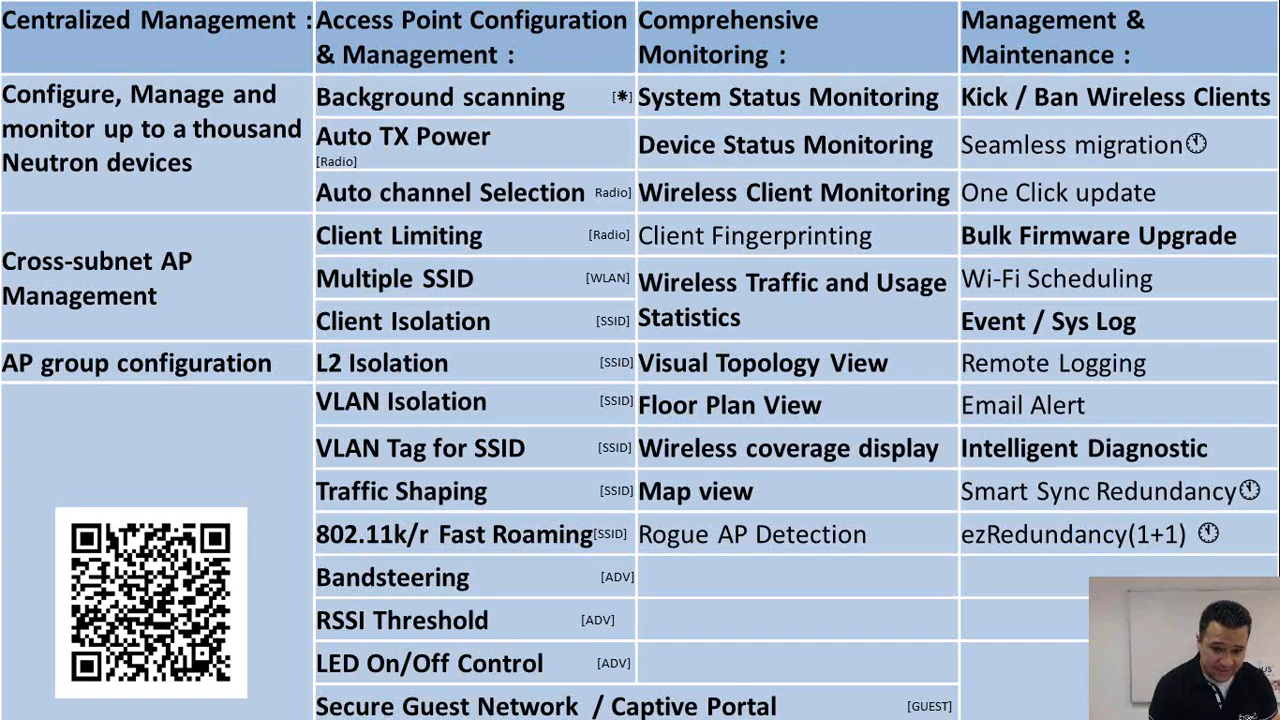 Centralized Management :
Configure, Manage and
monitor up to a thousand
Neutron devices
Cross-subnet AP
Management
AP group configuration
Access Point Configuration
& Management :
Background scanning [✱]
Auto TX Power
[Radio]
Auto channel Selection Radio]
Client Limiting [Radio]
Multiple SSID [WLAN]
Client Isolation [SSID]
L2 Isolation [SSID]
VLAN Isolation [SSID]
VLAN Tag for SSID [SSID]
Traffic Shaping [SSID]
802.11k/r Fast Roaming[SSID]
Bandsteering [ADV]
RSSI Threshold [ADV]
LED On/Off Control [ADV]
Secure Guest Network / Captive Portal [GUEST]
Comprehensive
Monitoring :
System Status Monitoring
Device Status Monitoring
Wireless Client Monitoring
Client Fingerprinting
Wireless Traffic and Usage
Statistics
Visual Topology View
Floor Plan View
Wireless coverage display
Map view
Rogue AP Detection
Management &
Maintenance :
Kick / Ban Wireless Clients
Seamless migration
One Click update
Bulk Firmware Upgrade
Wi-Fi Scheduling
Event / Sys Log
Remote Logging
Email Alert
Intelligent Diagnostic
Smart Sync Redundancy
ezRedundancy(1+1)